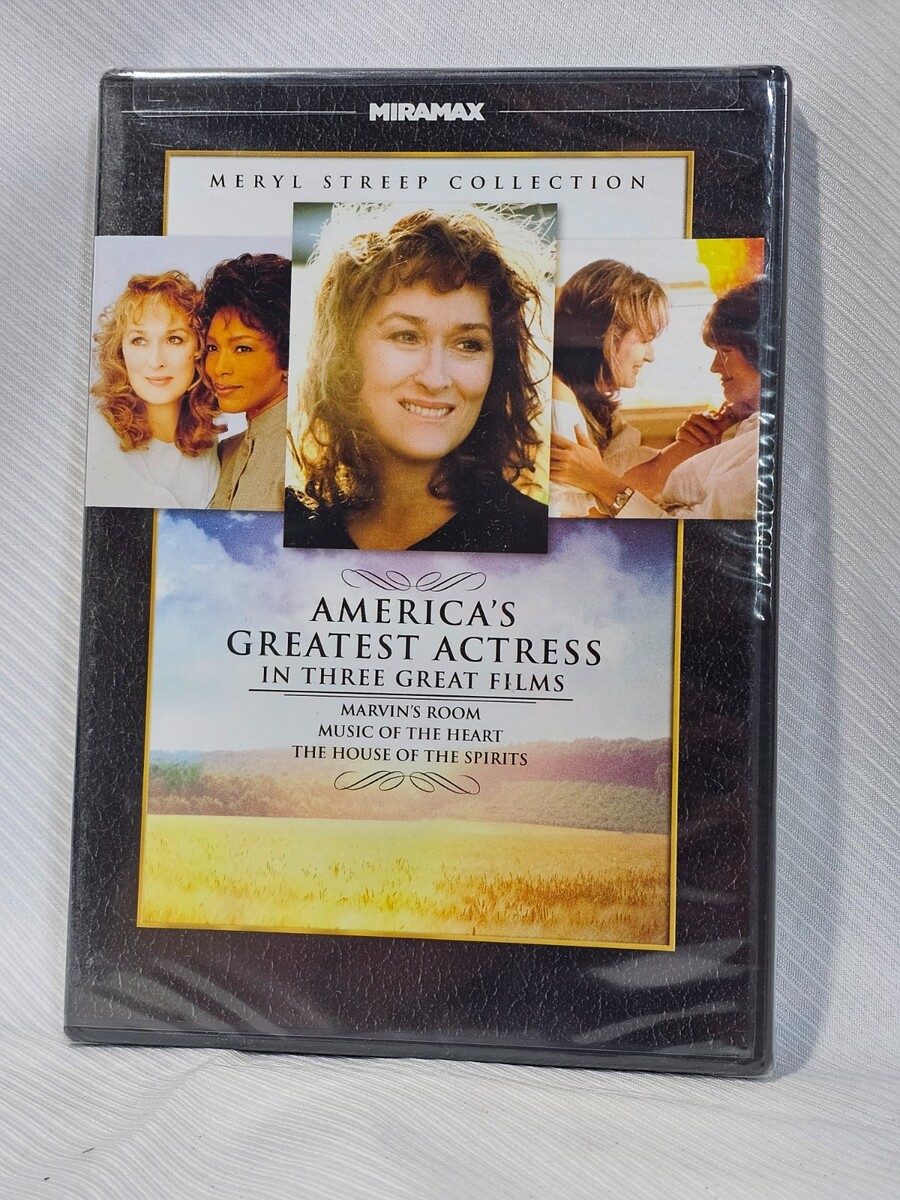 MIRAMAX
MERYL STREEP COLLECTION
AMERICA'S
GREATEST ACTRESS
IN THREE GREAT FILMS
MARVIN'S ROOM
MUSIC OF THE HEART
THE HOUSE OF THE SPIRITS